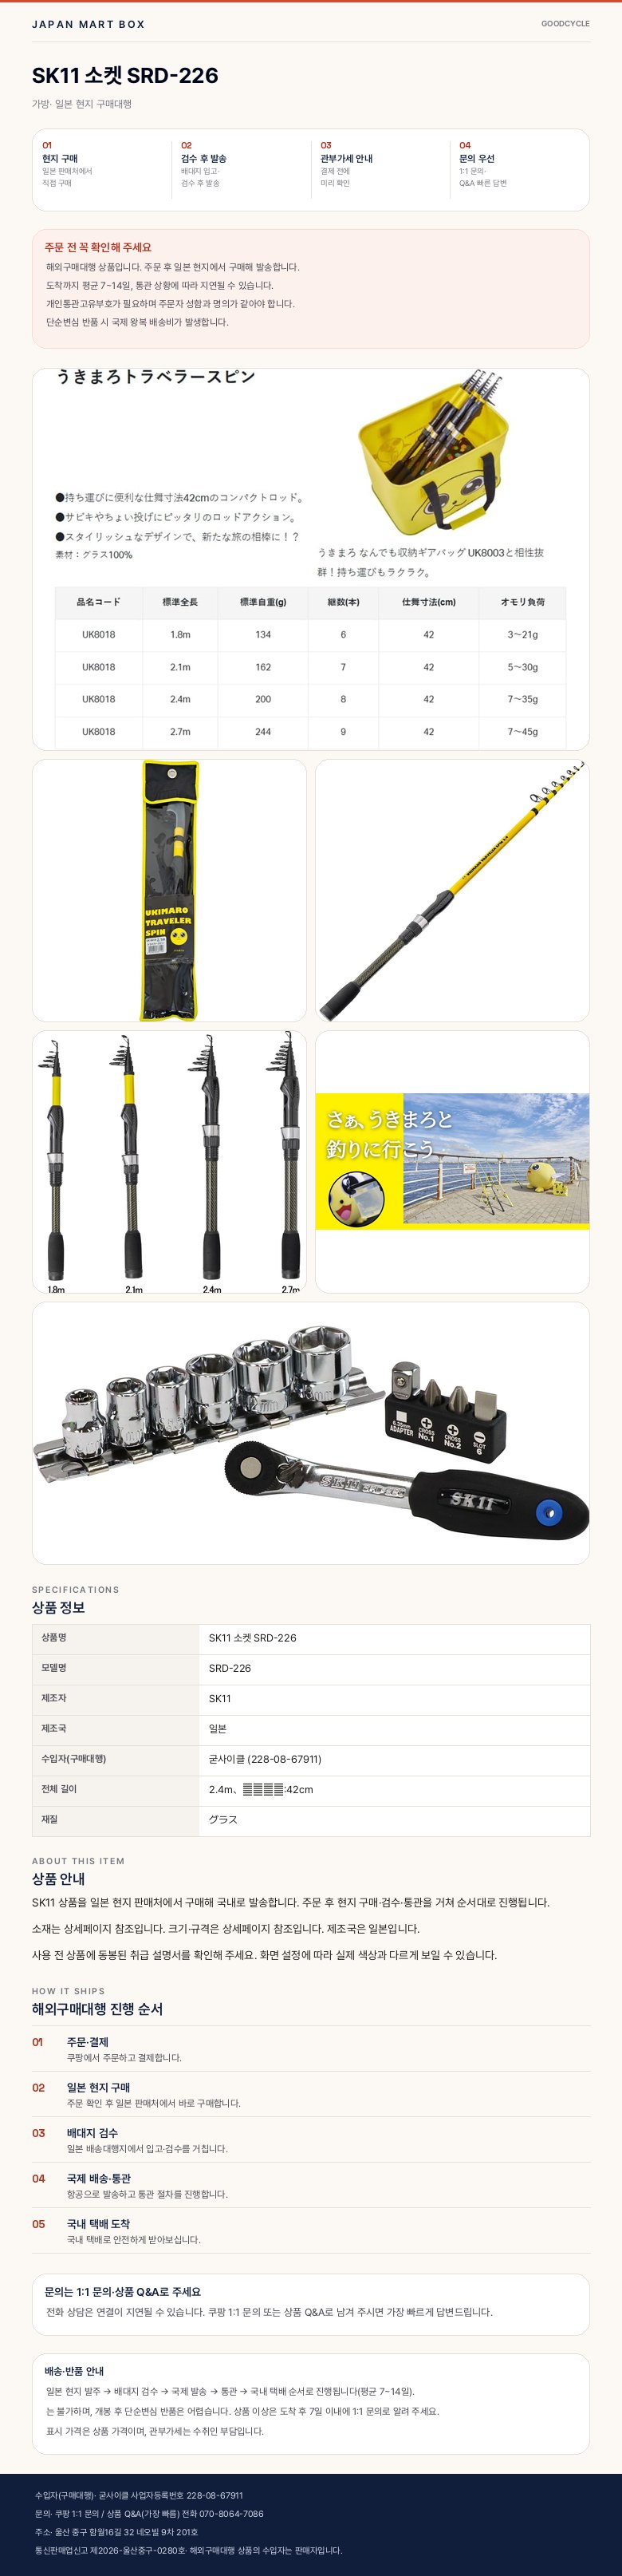 JAPAN MART BOX
GOODCYCLE
SK11 소켓 SRD-226
가방· 일본 현지 구매대행
01
현지 구매
일본 판매처에서
직접 구매
02
검수 후 발송
배대지 입고·
검수 후 발송
03
관부가세 안내
결제 전에
미리 확인
04
문의 우선
1:1 문의·
Q&A 빠른 답변
주문 전 꼭 확인해 주세요
해외구매대행 상품입니다. 주문 후 일본 현지에서 구매해 발송합니다.
도착까지 평균 7~14일, 통관 상황에 따라 지연될 수 있습니다.
개인통관고유부호가 필요하며 주문자 성함과 명의가 같아야 합니다.
단순변심 반품 시 국제 왕복 배송비가 발생합니다.
うきまろトラベラースピン
●持ち運びに便利な仕舞寸法42cmのコンパクトロッド。
●サビキやちょい投げにピッタリのロッドアクション。
●スタイリッシュなデザインで、新たな旅の相棒に！？
素材：グラス100%
うきまろ なんでも収納ギアバッグ UK8003と相性抜
群！持ち運びもラクラク。
品名コード 標準全長 標準自重(g) 継数(本) 仕舞寸法(cm) オモリ負荷
UK8018 1.8m 134 6 42 3〜21g
UK8018 2.1m 162 7 42 5〜30g
UK8018 2.4m 200 8 42 7〜35g
UK8018 2.7m 244 9 42 7〜45g
UKIMARO
TRAVELER
SPIN
1.8m 2.1m 2.4m 2.7m
さぁ、うきまろと
釣りに行こう
6.35mm
ADAPTER
CROSS
No.1
CROSS
No.2
SLOT
6
SK11
SK11
SPECIFICATIONS
상품 정보
상품명 SK11 소켓 SRD-226
모델명 SRD-226
제조자 SK11
제조국 일본
수입자(구매대행) 굳사이클 (228-08-67911)
전체 길이 2.4m、▤▤▤▤:42cm
재질 グラス
ABOUT THIS ITEM
상품 안내
SK11 상품을 일본 현지 판매처에서 구매해 국내로 발송합니다. 주문 후 현지 구매·검수·통관을 거쳐 순서대로 진행됩니다.
소재는 상세페이지 참조입니다. 크기·규격은 상세페이지 참조입니다. 제조국은 일본입니다.
사용 전 상품에 동봉된 취급 설명서를 확인해 주세요. 화면 설정에 따라 실제 색상과 다르게 보일 수 있습니다.
HOW IT SHIPS
해외구매대행 진행 순서
01 주문·결제
쿠팡에서 주문하고 결제합니다.
02 일본 현지 구매
주문 확인 후 일본 판매처에서 바로 구매합니다.
03 배대지 검수
일본 배송대행지에서 입고·검수를 거칩니다.
04 국제 배송·통관
항공으로 발송하고 통관 절차를 진행합니다.
05 국내 택배 도착
국내 택배로 안전하게 받아보십니다.
문의는 1:1 문의·상품 Q&A로 주세요
전화 상담은 연결이 지연될 수 있습니다. 쿠팡 1:1 문의 또는 상품 Q&A로 남겨 주시면 가장 빠르게 답변드립니다.
배송·반품 안내
일본 현지 발주 → 배대지 검수 → 국제 발송 → 통관 → 국내 택배 순서로 진행됩니다(평균 7~14일).
는 불가하며, 개봉 후 단순변심 반품은 어렵습니다. 상품 이상은 도착 후 7일 이내에 1:1 문의로 알려 주세요.
표시 가격은 상품 가격이며, 관부가세는 수취인 부담입니다.
수입자(구매대행)· 굳사이클 사업자등록번호 228-08-67911
문의· 쿠팡 1:1 문의 / 상품 Q&A(가장 빠름) 전화 070-8064-7086
주소· 울산 중구 함월16길 32 네오빌 9차 201호
통신판매업신고 제2026-울산중구-0280호· 해외구매대행 상품의 수입자는 판매자입니다.